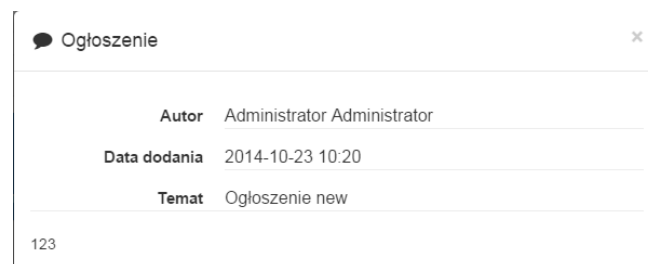 Ogłoszenie ×
Autor Administrator Administrator
Data dodania 2014-10-23 10:20
Temat Ogłoszenie new
123